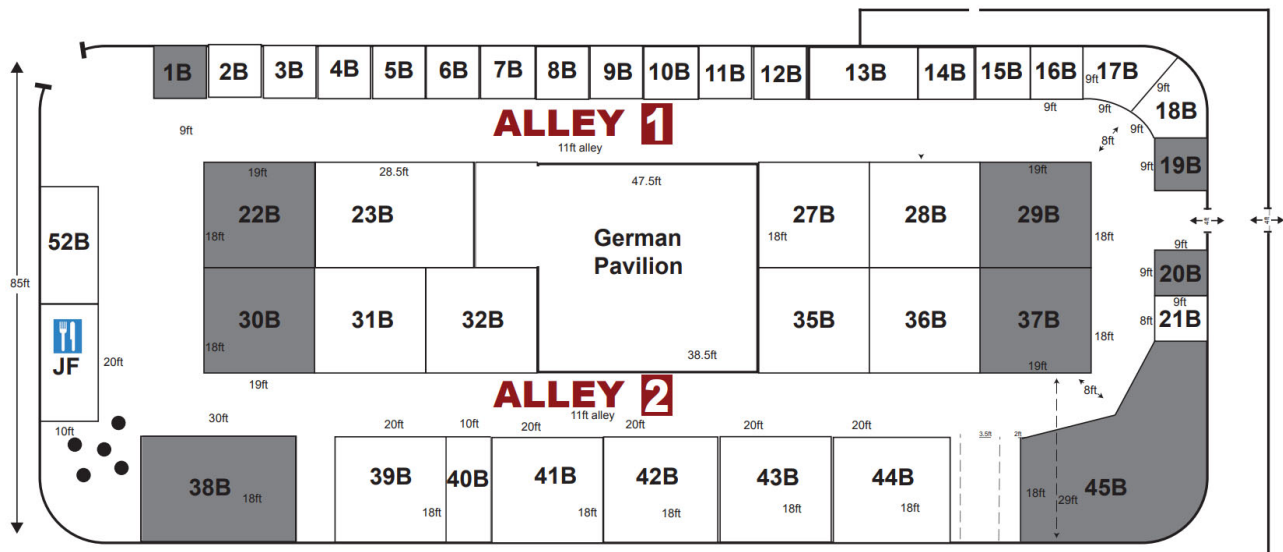 1B 2B 3B 4B 5B 6B 7B 8B 9B 10B 11B 12B 13B 14B 15B 16B 17B
9ft
9ft
18B
9ft
9ft
9ft
9ft
ALLEY 1
11ft alley
8ft
9ft
19B
19ft
28.5ft
47.5ft
19ft
22B
23B
27B
28B
29B
18ft
18ft
18ft
German
Pavilion
52B
4ft
4ft
85ft
9ft
9ft
20B
9ft
8ft
21B
30B
31B
32B
35B
36B
37B
18ft
18ft
38.5ft
19ft
JF
20ft
19ft
ALLEY 2
11ft alley
8ft
10ft
30ft
20ft
10ft
20ft
20ft
20ft
20ft
3.5ft
2ft
38B
39B
40B
41B
42B
43B
44B
45B
18ft
18ft
18ft
18ft
18ft
18ft
18ft
29ft